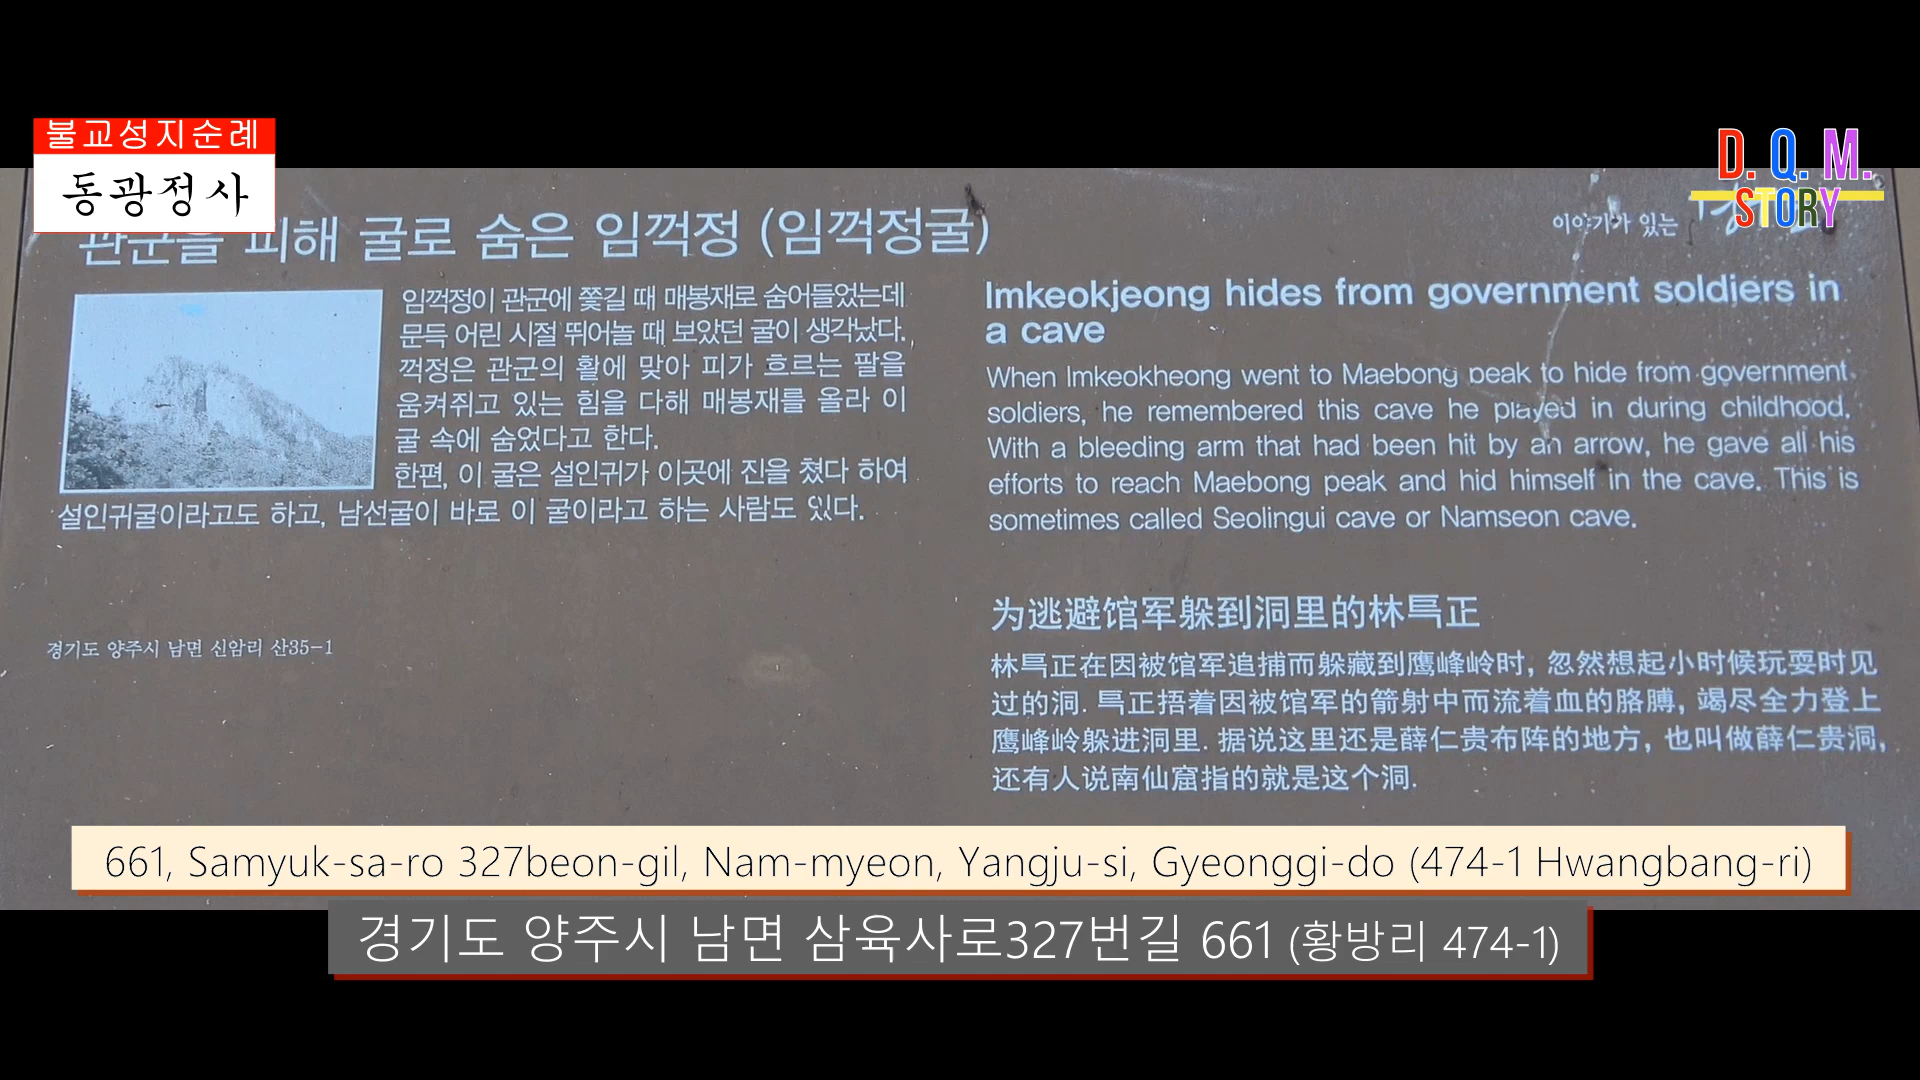 불교성지순례
동광정사
D. Q. M.
STORY
관군을 피해 굴로 숨은 임꺽정 (임꺽정굴)
이야기가 있는
임꺽정이 관군에 쫓길 때 매봉재로 숨어들었는데
문득 어린 시절 뛰어놀 때 보았던 굴이 생각났다.
꺽정은 관군의 활에 맞아 피가 흐르는 팔을
움켜쥐고 있는 힘을 다해 매봉재를 올라 이
굴 속에 숨었다고 한다.
한편, 이 굴은 설인귀가 이곳에 진을 쳤다 하여
설인귀굴이라고도 하고, 남선굴이 바로 이 굴이라고 하는 사람도 있다.
경기도 양주시 남면 신암리 산35-1
Imkeokjeong hides from government soldiers in
a cave
When Imkeokheong went to Maebong peak to hide from government
soldiers, he remembered this cave he played in during childhood.
With a bleeding arm that had been hit by an arrow, he gave all his
efforts to reach Maebong peak and hid himself in the cave. This is
sometimes called Seolingui cave or Namseon cave.
为逃避馆军躲到洞里的林正
林正在因被馆军追捕而躲藏到鹰峰岭时, 忽然想起小时候玩耍时见
过的洞. 正捂着因被馆军的箭射中而流着血的胳膊, 竭尽全力登上
鹰峰岭躲进洞里. 据说这里还是薛仁贵布阵的地方, 也叫做薛仁贵洞,
还有人说南仙窟指的就是这个洞.
661, Samyuk-sa-ro 327beon-gil, Nam-myeon, Yangju-si, Gyeonggi-do (474-1 Hwangbang-ri)
경기도 양주시 남면 삼육사로327번길 661 (황방리 474-1)